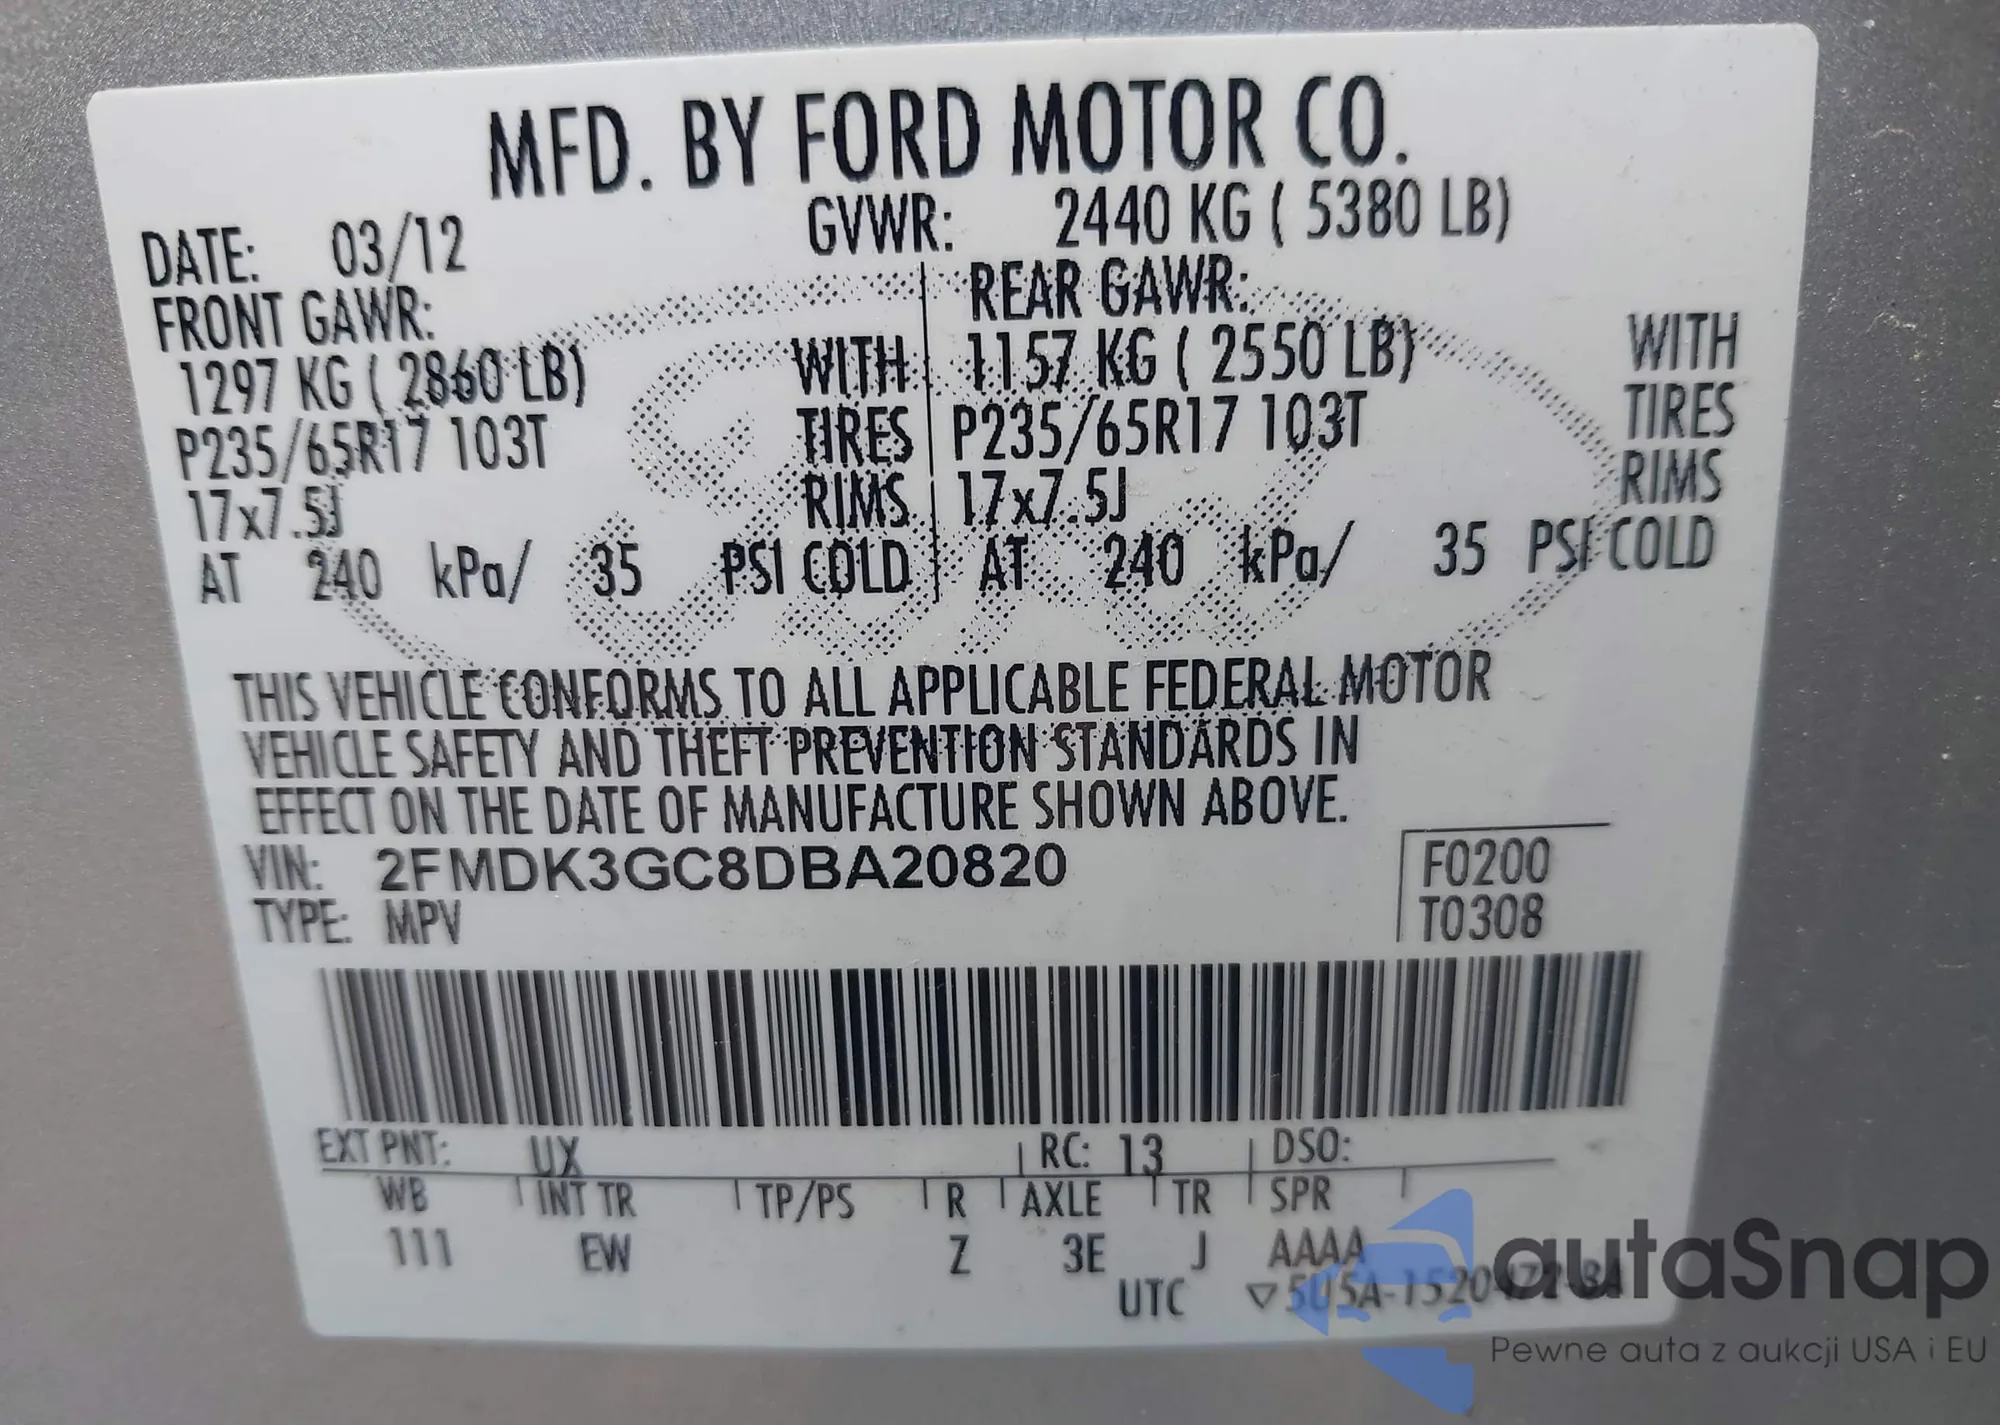 MFD. BY FORD MOTOR CO.
DATE: 03/12 GVWR: 2440 KG ( 5380 LB)
FRONT GAWR: REAR GAWR:
1297 KG ( 2860 LB) WITH 1157 KG ( 2550 LB) WITH
P235/65R17 103T TIRES P235/65R17 103T TIRES
17x7.5J RIMS 17x7.5J RIMS
AT 240 kPa/ 35 PSI COLD AT 240 kPa/ 35 PSI COLD
THIS VEHICLE CONFORMS TO ALL APPLICABLE FEDERAL MOTOR
VEHICLE SAFETY AND THEFT PREVENTION STANDARDS IN
EFFECT ON THE DATE OF MANUFACTURE SHOWN ABOVE.
VIN: 2FMDK3GC8DBA20820 F0200
TYPE: MPV T0308
EXT PNT: UX RC: 13 DSO:
WB INT TR TP/PS R AXLE TR SPR
111 EW Z 3E J AAAA
UTC
autaSnap
Pewne auta z aukcji USA i EU